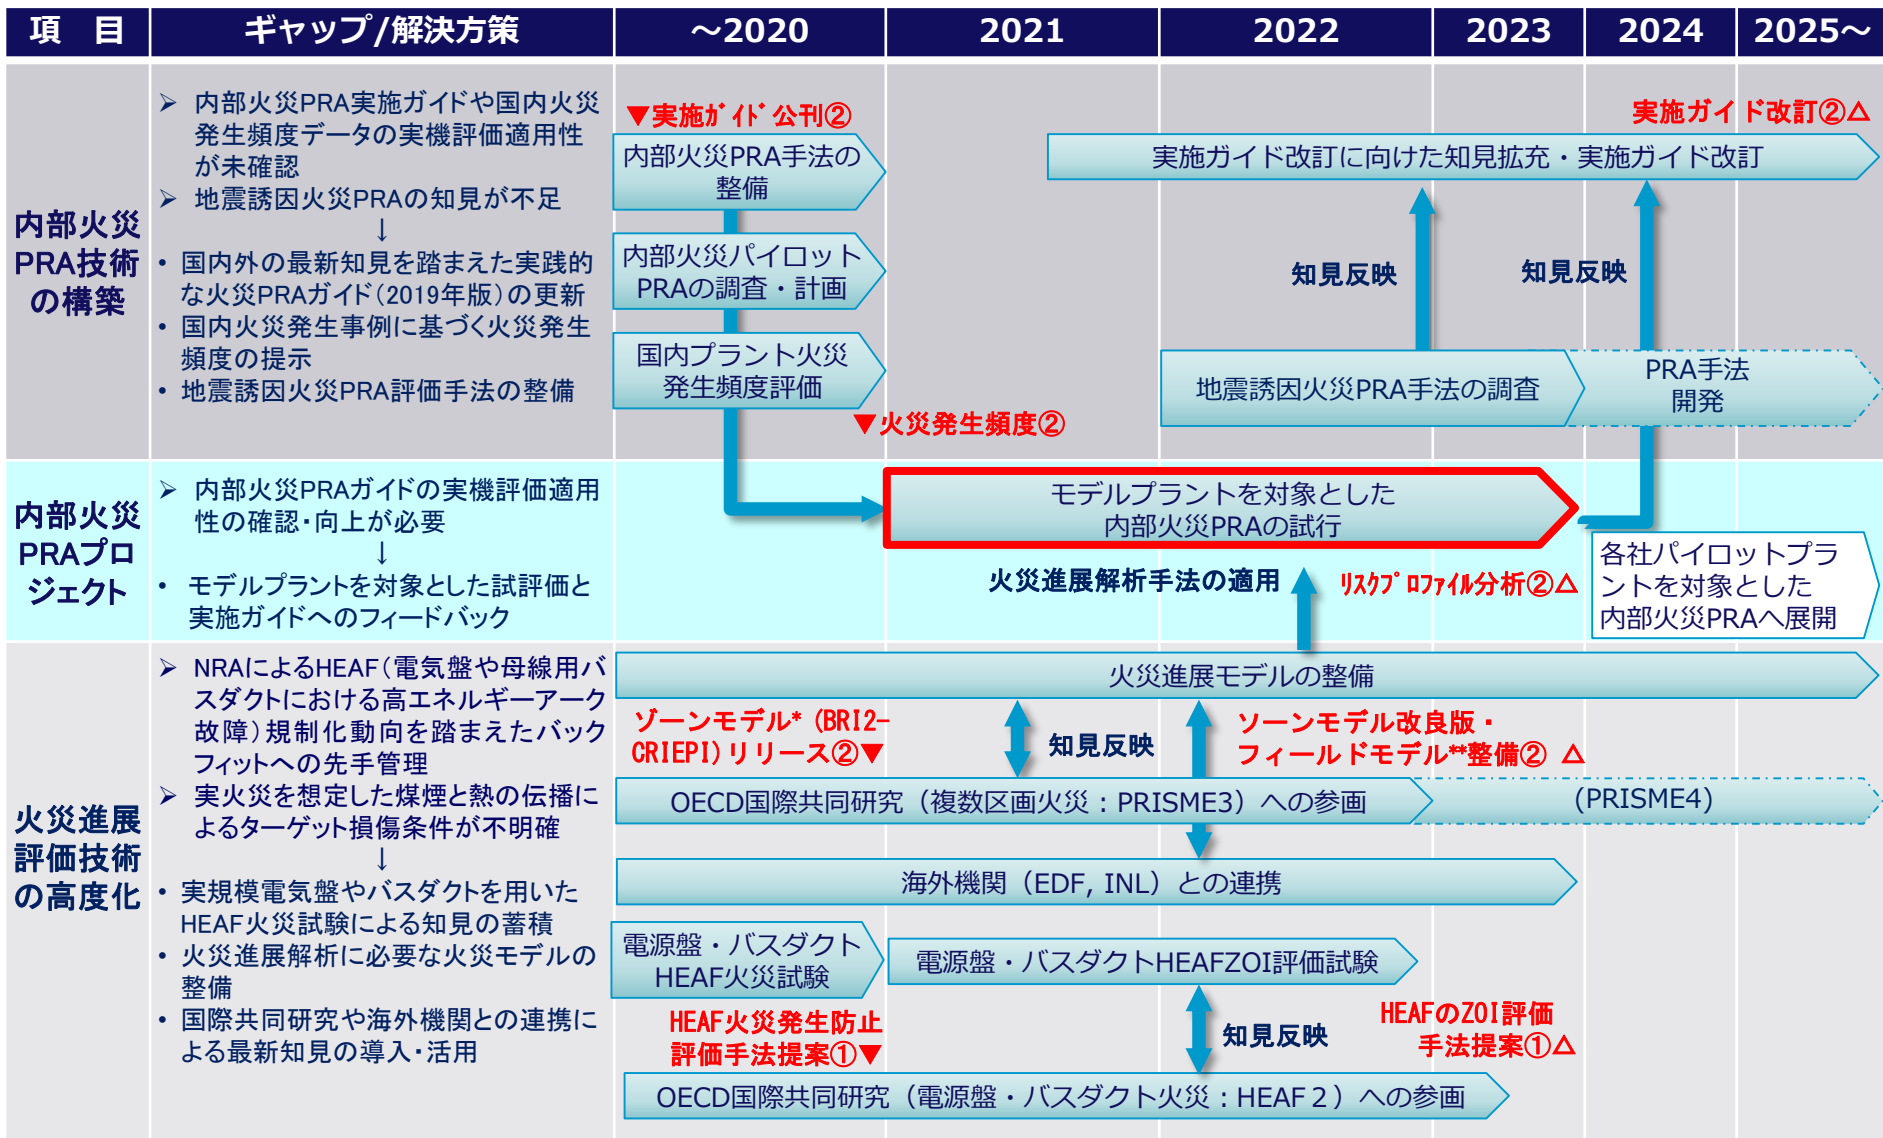 項　目
ギャップ/解決方策
～2020
2021
2022
2023
2024
2025～
内部火災
PRA技術
の構築
➢ 内部火災PRA実施ガイドや国内火災
発生頻度データの実機評価適用性
が未確認
➢ 地震誘因火災PRAの知見が不足
↓
• 国内外の最新知見を踏まえた実践的
な火災PRAガイド（2019年版）の更新
• 国内火災発生事例に基づく火災発生
頻度の提示
• 地震誘因火災PRA評価手法の整備
▼実施ｶﾞｲﾄﾞ公刊②
内部火災PRA手法の
整備
内部火災パイロット
PRAの調査・計画
国内プラント火災
発生頻度評価
▼火災発生頻度②
実施ガイド改訂②△
実施ガイド改訂に向けた知見拡充・実施ガイド改訂
知見反映
知見反映
地震誘因火災PRA手法の調査
PRA手法
開発
内部火災
PRAプロ
ジェクト
➢ 内部火災PRAガイドの実機評価適用
性の確認・向上が必要
↓
• モデルプラントを対象とした試評価と
実施ガイドへのフィードバック
モデルプラントを対象とした
内部火災PRAの試行
火災進展解析手法の適用
ﾘｽｸﾌﾟﾛﾌｧｲﾙ分析②△
各社パイロットプラ
ントを対象とした
内部火災PRAへ展開
火災進展
評価技術
の高度化
➢ NRAによるHEAF（電気盤や母線用バ
スダクトにおける高エネルギーアーク
故障）規制化動向を踏まえたバック
フィットへの先手管理
➢ 実火災を想定した煤煙と熱の伝播に
よるターゲット損傷条件が不明確
↓
• 実規模電気盤やバスダクトを用いた
HEAF火災試験による知見の蓄積
• 火災進展解析に必要な火災モデルの
整備
• 国際共同研究や海外機関との連携に
よる最新知見の導入・活用
火災進展モデルの整備
ゾーンモデル* (BRI2-
CRIEPI)リリース②▼
知見反映
ソーンモデル改良版・
フィールドモデル**整備② △
OECD国際共同研究（複数区画火災：PRISME3）への参画
(PRISME4)
海外機関（EDF, INL）との連携
電源盤・バスダクト
HEAF火災試験
電源盤・バスダクトHEAFZOI評価試験
HEAF火災発生防止
評価手法提案①▼
知見反映
HEAFのZOI評価
手法提案①△
OECD国際共同研究（電源盤・バスダクト火災：HEAF２）への参画